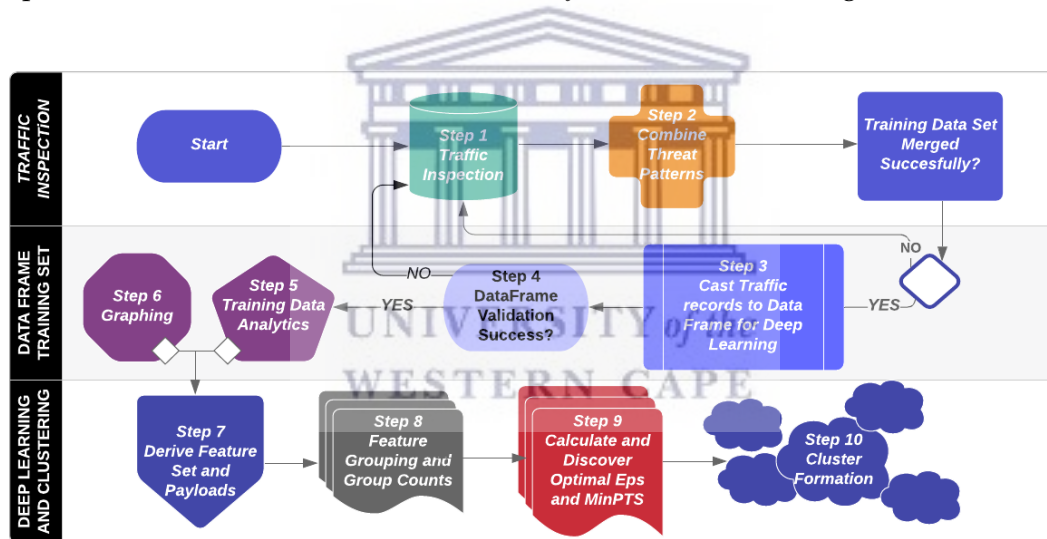 TRAFFIC
INSPECTION
Start
Step 1
Traffic
Inspection
Step 2
Combine
Threat
Patterns
Training Data Set
Merged
Succesfully?
DATA FRAME
TRAINING SET
Step 6
Graphing
Step 5
Training Data
Analytics
YES
NO
Step 4
DataFrame
Validation
Success?
Step 3
Cast Traffic
records to Data
Frame for Deep
Learning
YES
NO
UNIVERSITY of the
WESTERN CAPE
DEEP LEARNING
AND CLUSTERING
Step 7
Derive Feature
Set and
Payloads
Step 8
Feature
Grouping and
Group Counts
Step 9
Calculate and
Discover
Optimal Eps
and MinPTS
Step 10
Cluster
Formation